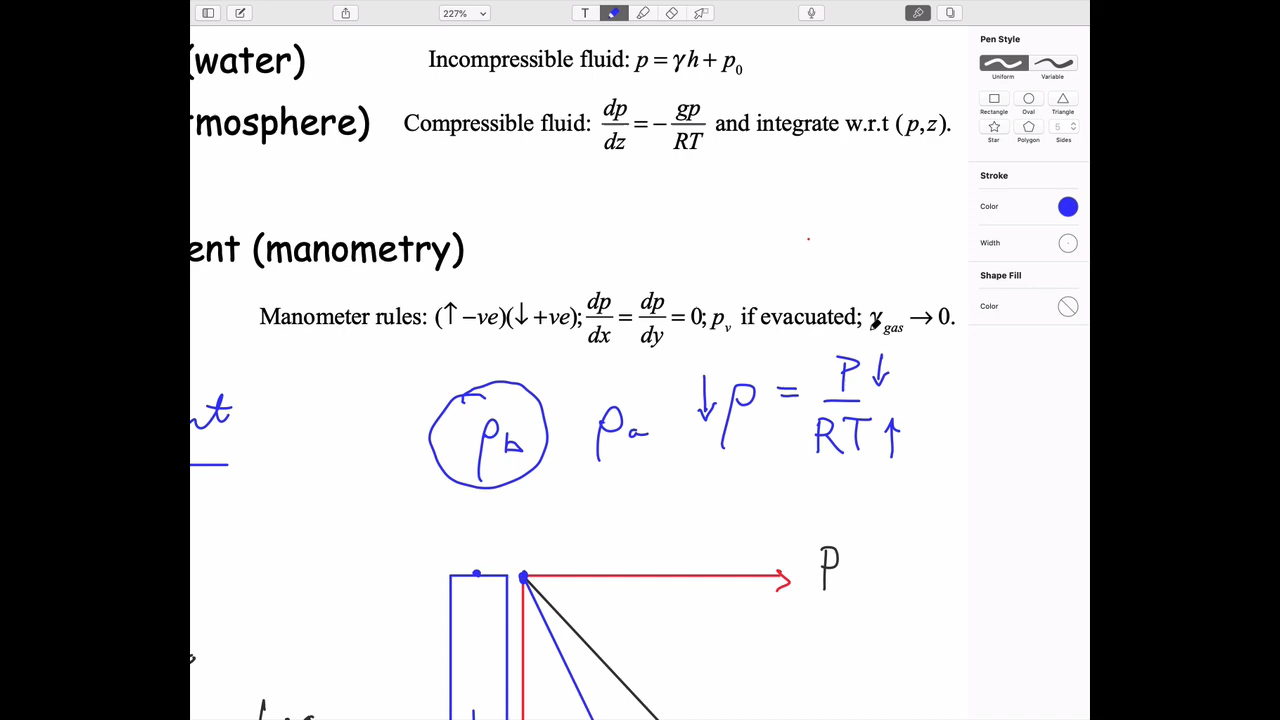 227%
T
Pen Style
Uniform Variable
Rectangle Oval Triangle
5
Star Polygon Sides
Stroke
Color
Width
Shape Fill
Color
(water) Incompressible fluid: p = γh + p₀
mosphere) Compressible fluid: dp/dz = − gp/RT and integrate w.r.t (p,z).
ent (manometry)
Manometer rules: (↑ −ve)(↓ +ve); dp/dx = dp/dy = 0; pᵥ if evacuated; γ gas → 0.
nt ρb ρa ↓ρ = P↓/RT↑
P